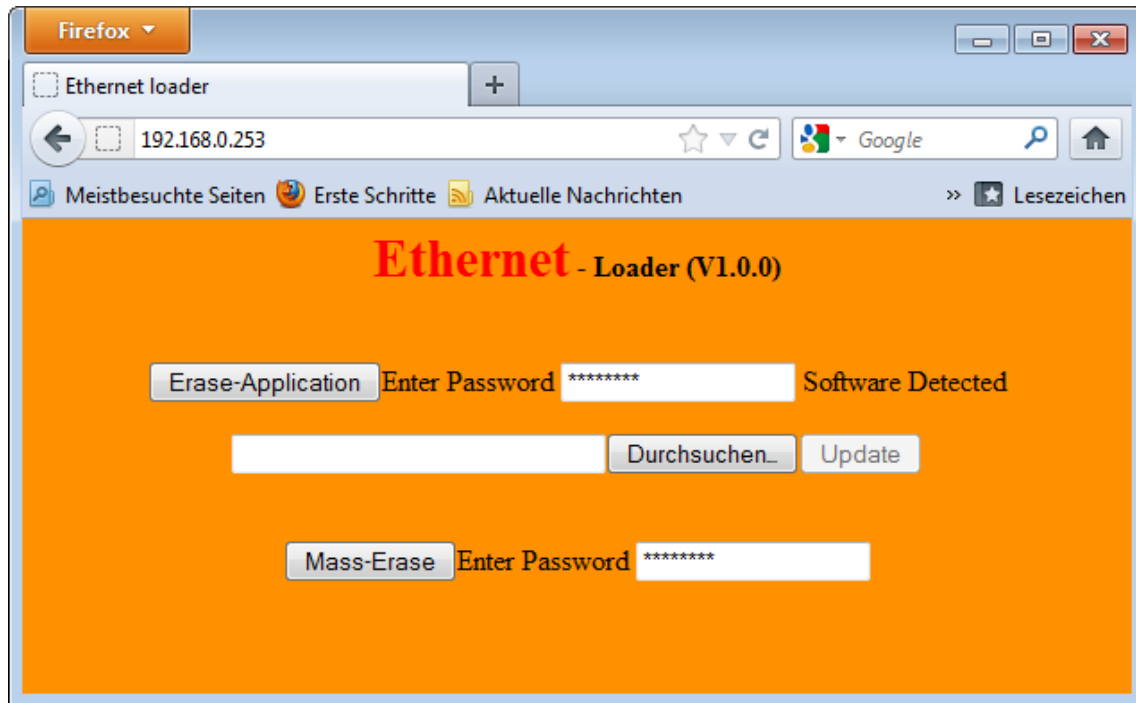 Firefox
Ethernet loader
192.168.0.253 Google
Meistbesuchte Seiten Erste Schritte Aktuelle Nachrichten » Lesezeichen
Ethernet - Loader (V1.0.0)
Erase-Application Enter Password ******** Software Detected
Durchsuchen... Update
Mass-Erase Enter Password ********